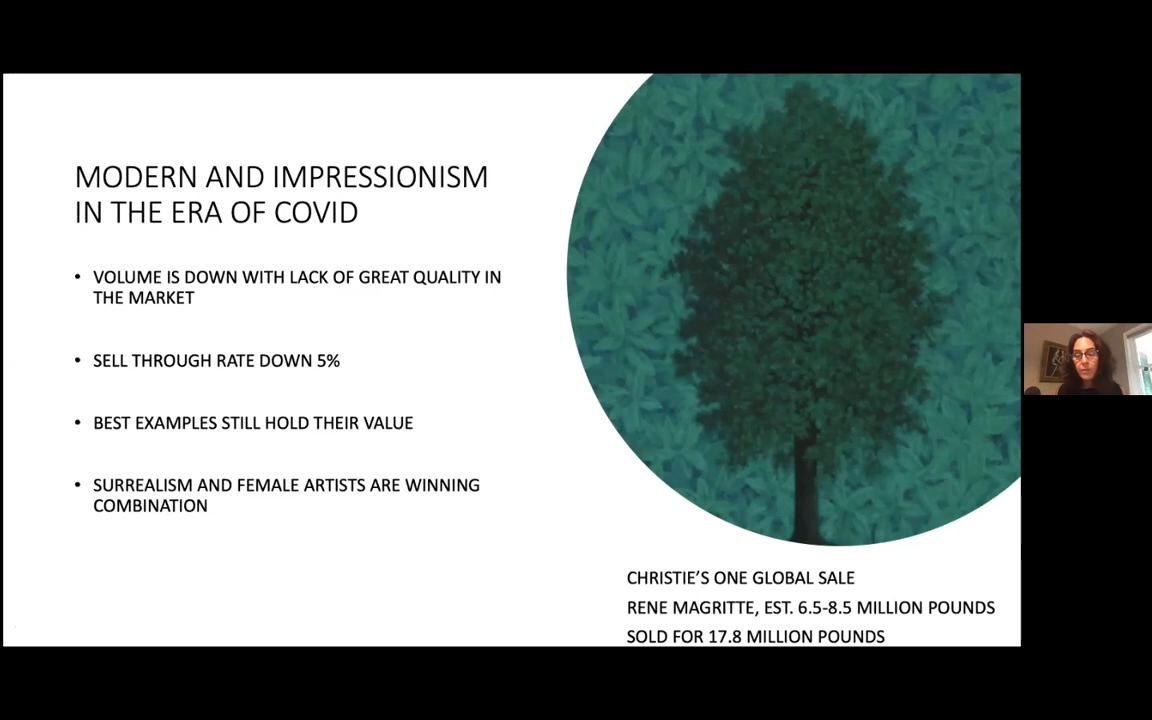 MODERN AND IMPRESSIONISM
IN THE ERA OF COVID
• VOLUME IS DOWN WITH LACK OF GREAT QUALITY IN
THE MARKET
• SELL THROUGH RATE DOWN 5%
• BEST EXAMPLES STILL HOLD THEIR VALUE
• SURREALISM AND FEMALE ARTISTS ARE WINNING
COMBINATION
CHRISTIE'S ONE GLOBAL SALE
RENE MAGRITTE, EST. 6.5-8.5 MILLION POUNDS
SOLD FOR 17.8 MILLION POUNDS